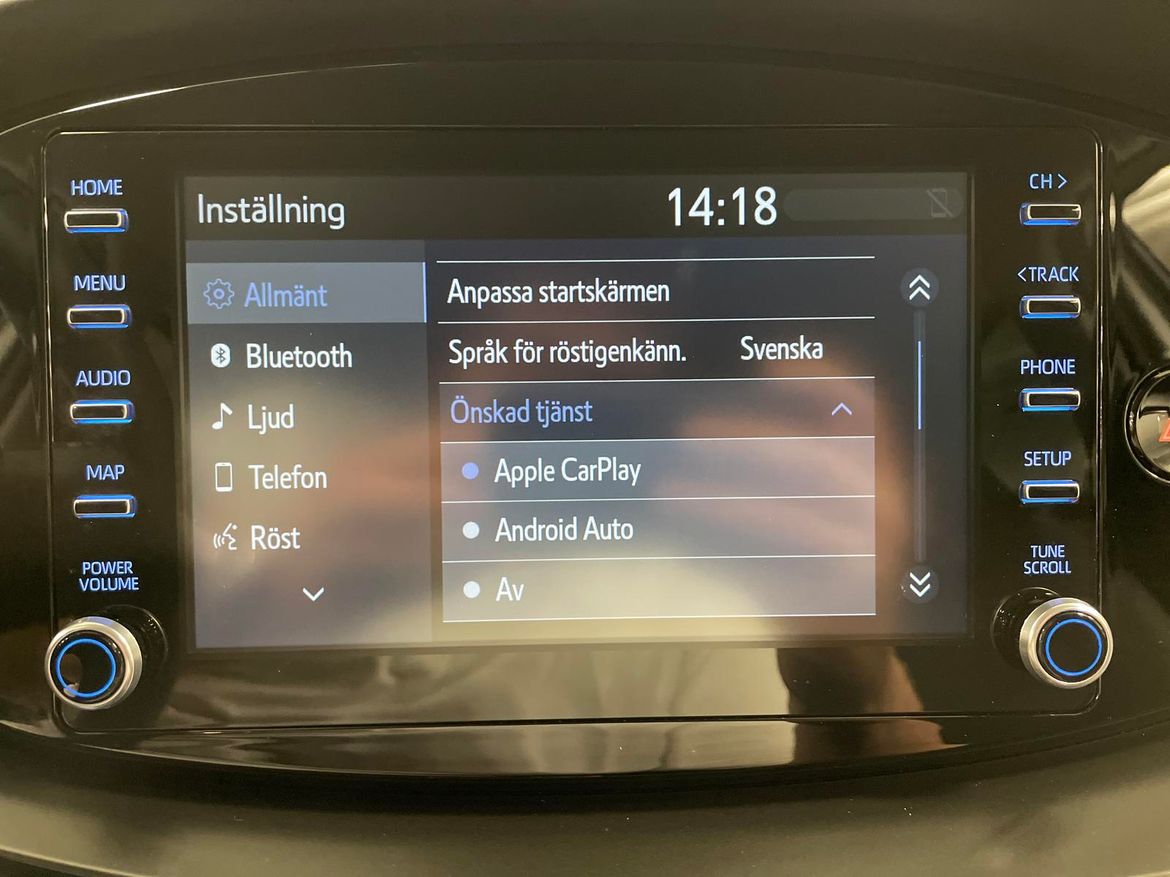 HOME
MENU
AUDIO
MAP
POWER
VOLUME
Inställning
14:18
Allmänt
Bluetooth
Ljud
Telefon
Röst
Anpassa startskärmen
Språk för röstigenkänn. Svenska
Önskad tjänst
Apple CarPlay
Android Auto
Av
CH >
<TRACK
PHONE
SETUP
TUNE
SCROLL